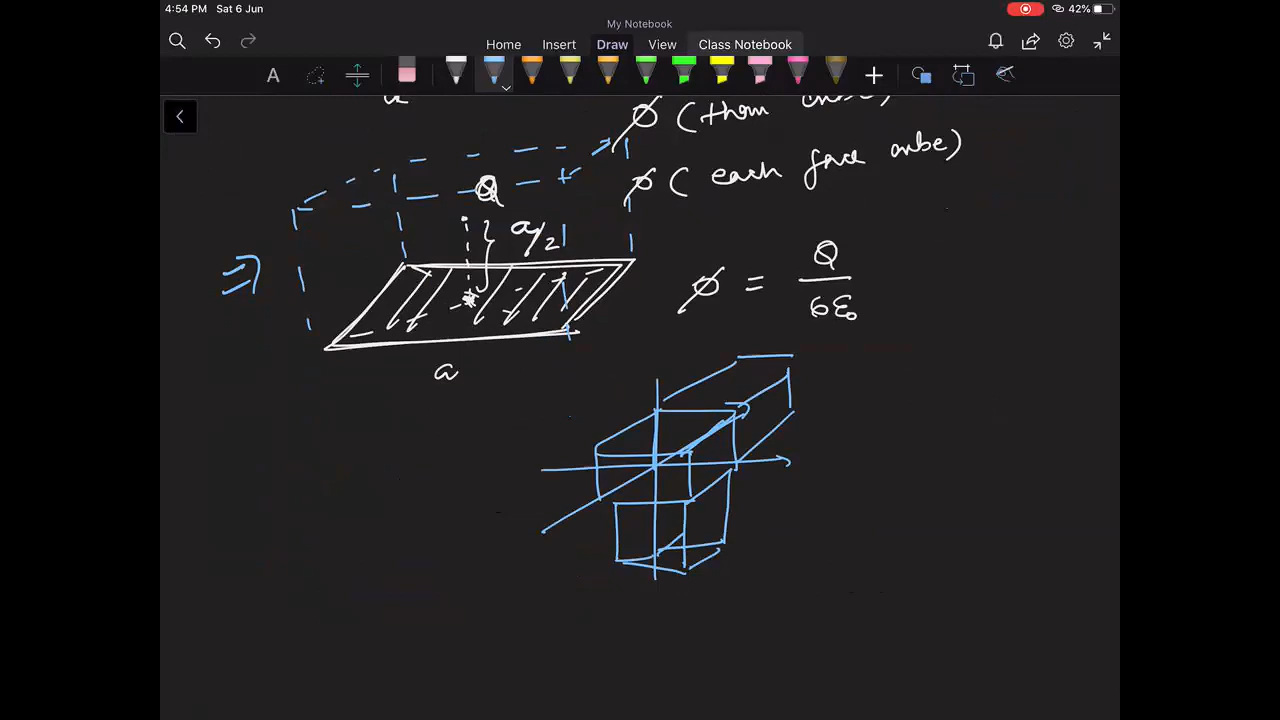 4:54 PM Sat 6 Jun
42%
My Notebook
Home Insert Draw View Class Notebook
A
a
Φ (
Φ ( each face cube)
Q
a/2
Φ = Q / 6ε₀
a